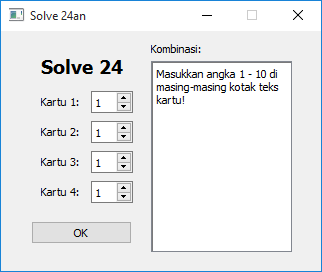 Solve 24an
Kombinasi:
Solve 24
Masukkan angka 1 - 10 di
masing-masing kotak teks
kartu!
Kartu 1: 1
Kartu 2: 1
Kartu 3: 1
Kartu 4: 1
OK